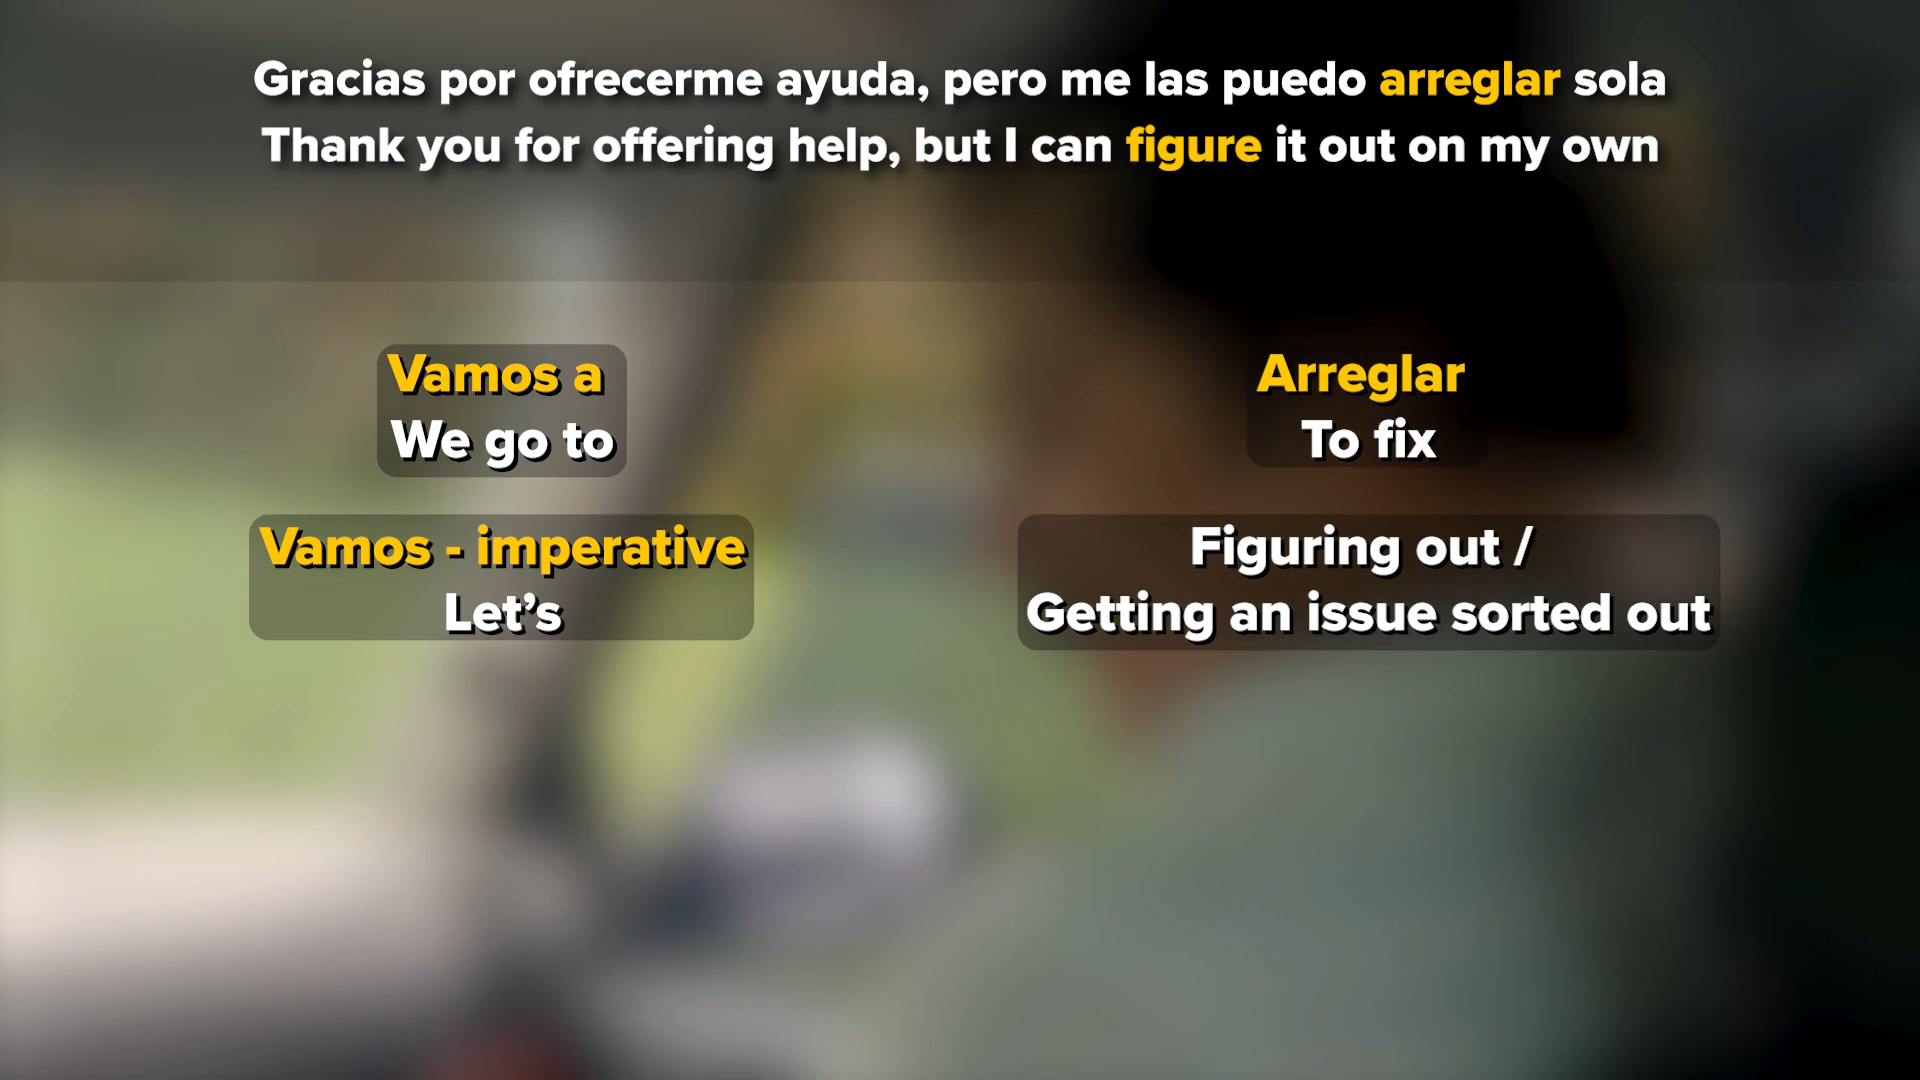 Gracias por ofrecerme ayuda, pero me las puedo arreglar sola
Thank you for offering help, but I can figure it out on my own
Vamos a
We go to
Vamos - imperative
Let’s
Arreglar
To fix
Figuring out /
Getting an issue sorted out